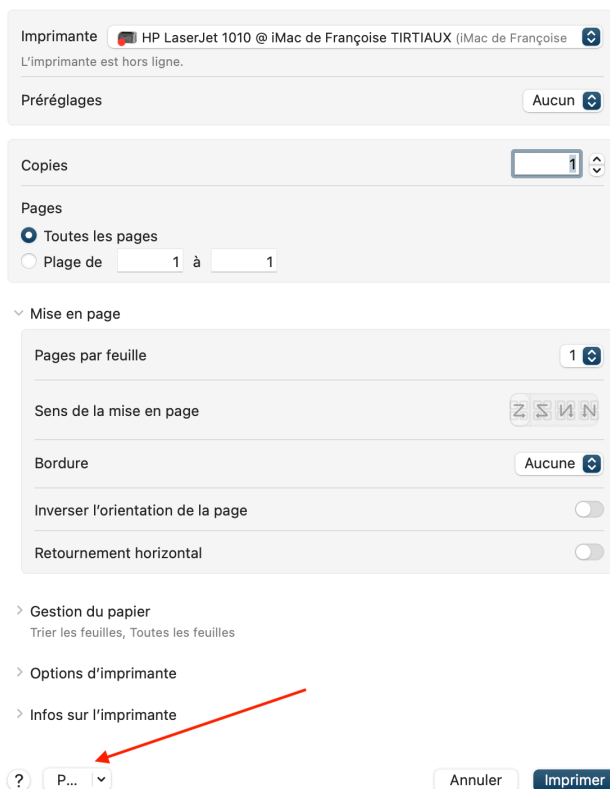 Imprimante HP LaserJet 1010 @ iMac de Françoise TIRTIAUX (iMac de Françoise
L'imprimante est hors ligne.
Préréglages Aucun
Copies 1
Pages
Toutes les pages
Plage de 1 à 1
Mise en page
Pages par feuille 1
Sens de la mise en page
Bordure Aucune
Inverser l'orientation de la page
Retournement horizontal
Gestion du papier
Trier les feuilles, Toutes les feuilles
Options d'imprimante
Infos sur l'imprimante
? P... Annuler Imprimer